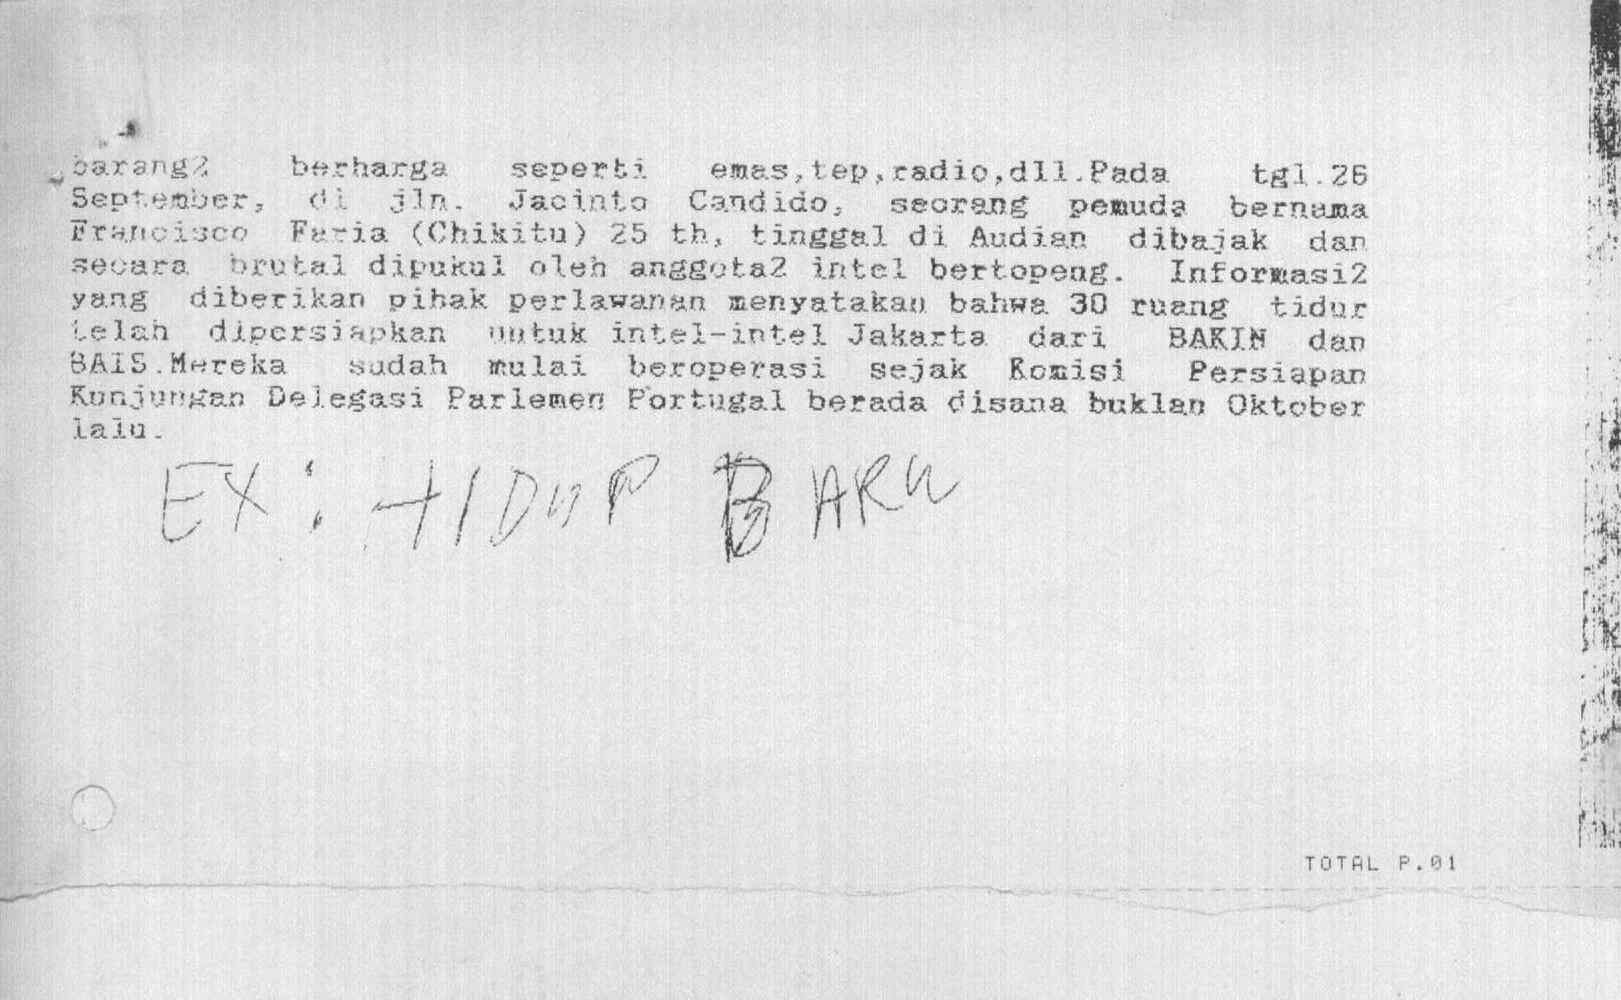 barang2 berharga seperti emas,tep,radio,dll.Pada tgl.26
September, di jln. Jacinto Candido, seorang pemuda bernama
Francisco Faria (Chikitu) 25 th, tinggal di Audian dibajak dan
secara brutal dipukul oleh anggota2 intel bertopeng. Informasi2
yang diberikan pihak perlawanan menyatakan bahwa 30 ruang tidur
telah dipersiapkan untuk intel-intel Jakarta dari BAKIN dan
BAIS.Mereka sudah mulai beroperasi sejak Komisi Persiapan
Kunjungan Delegasi Parlemen Portugal berada disana buklan Oktober
lalu.
EX: HIDUP BARU
TOTAL P.01